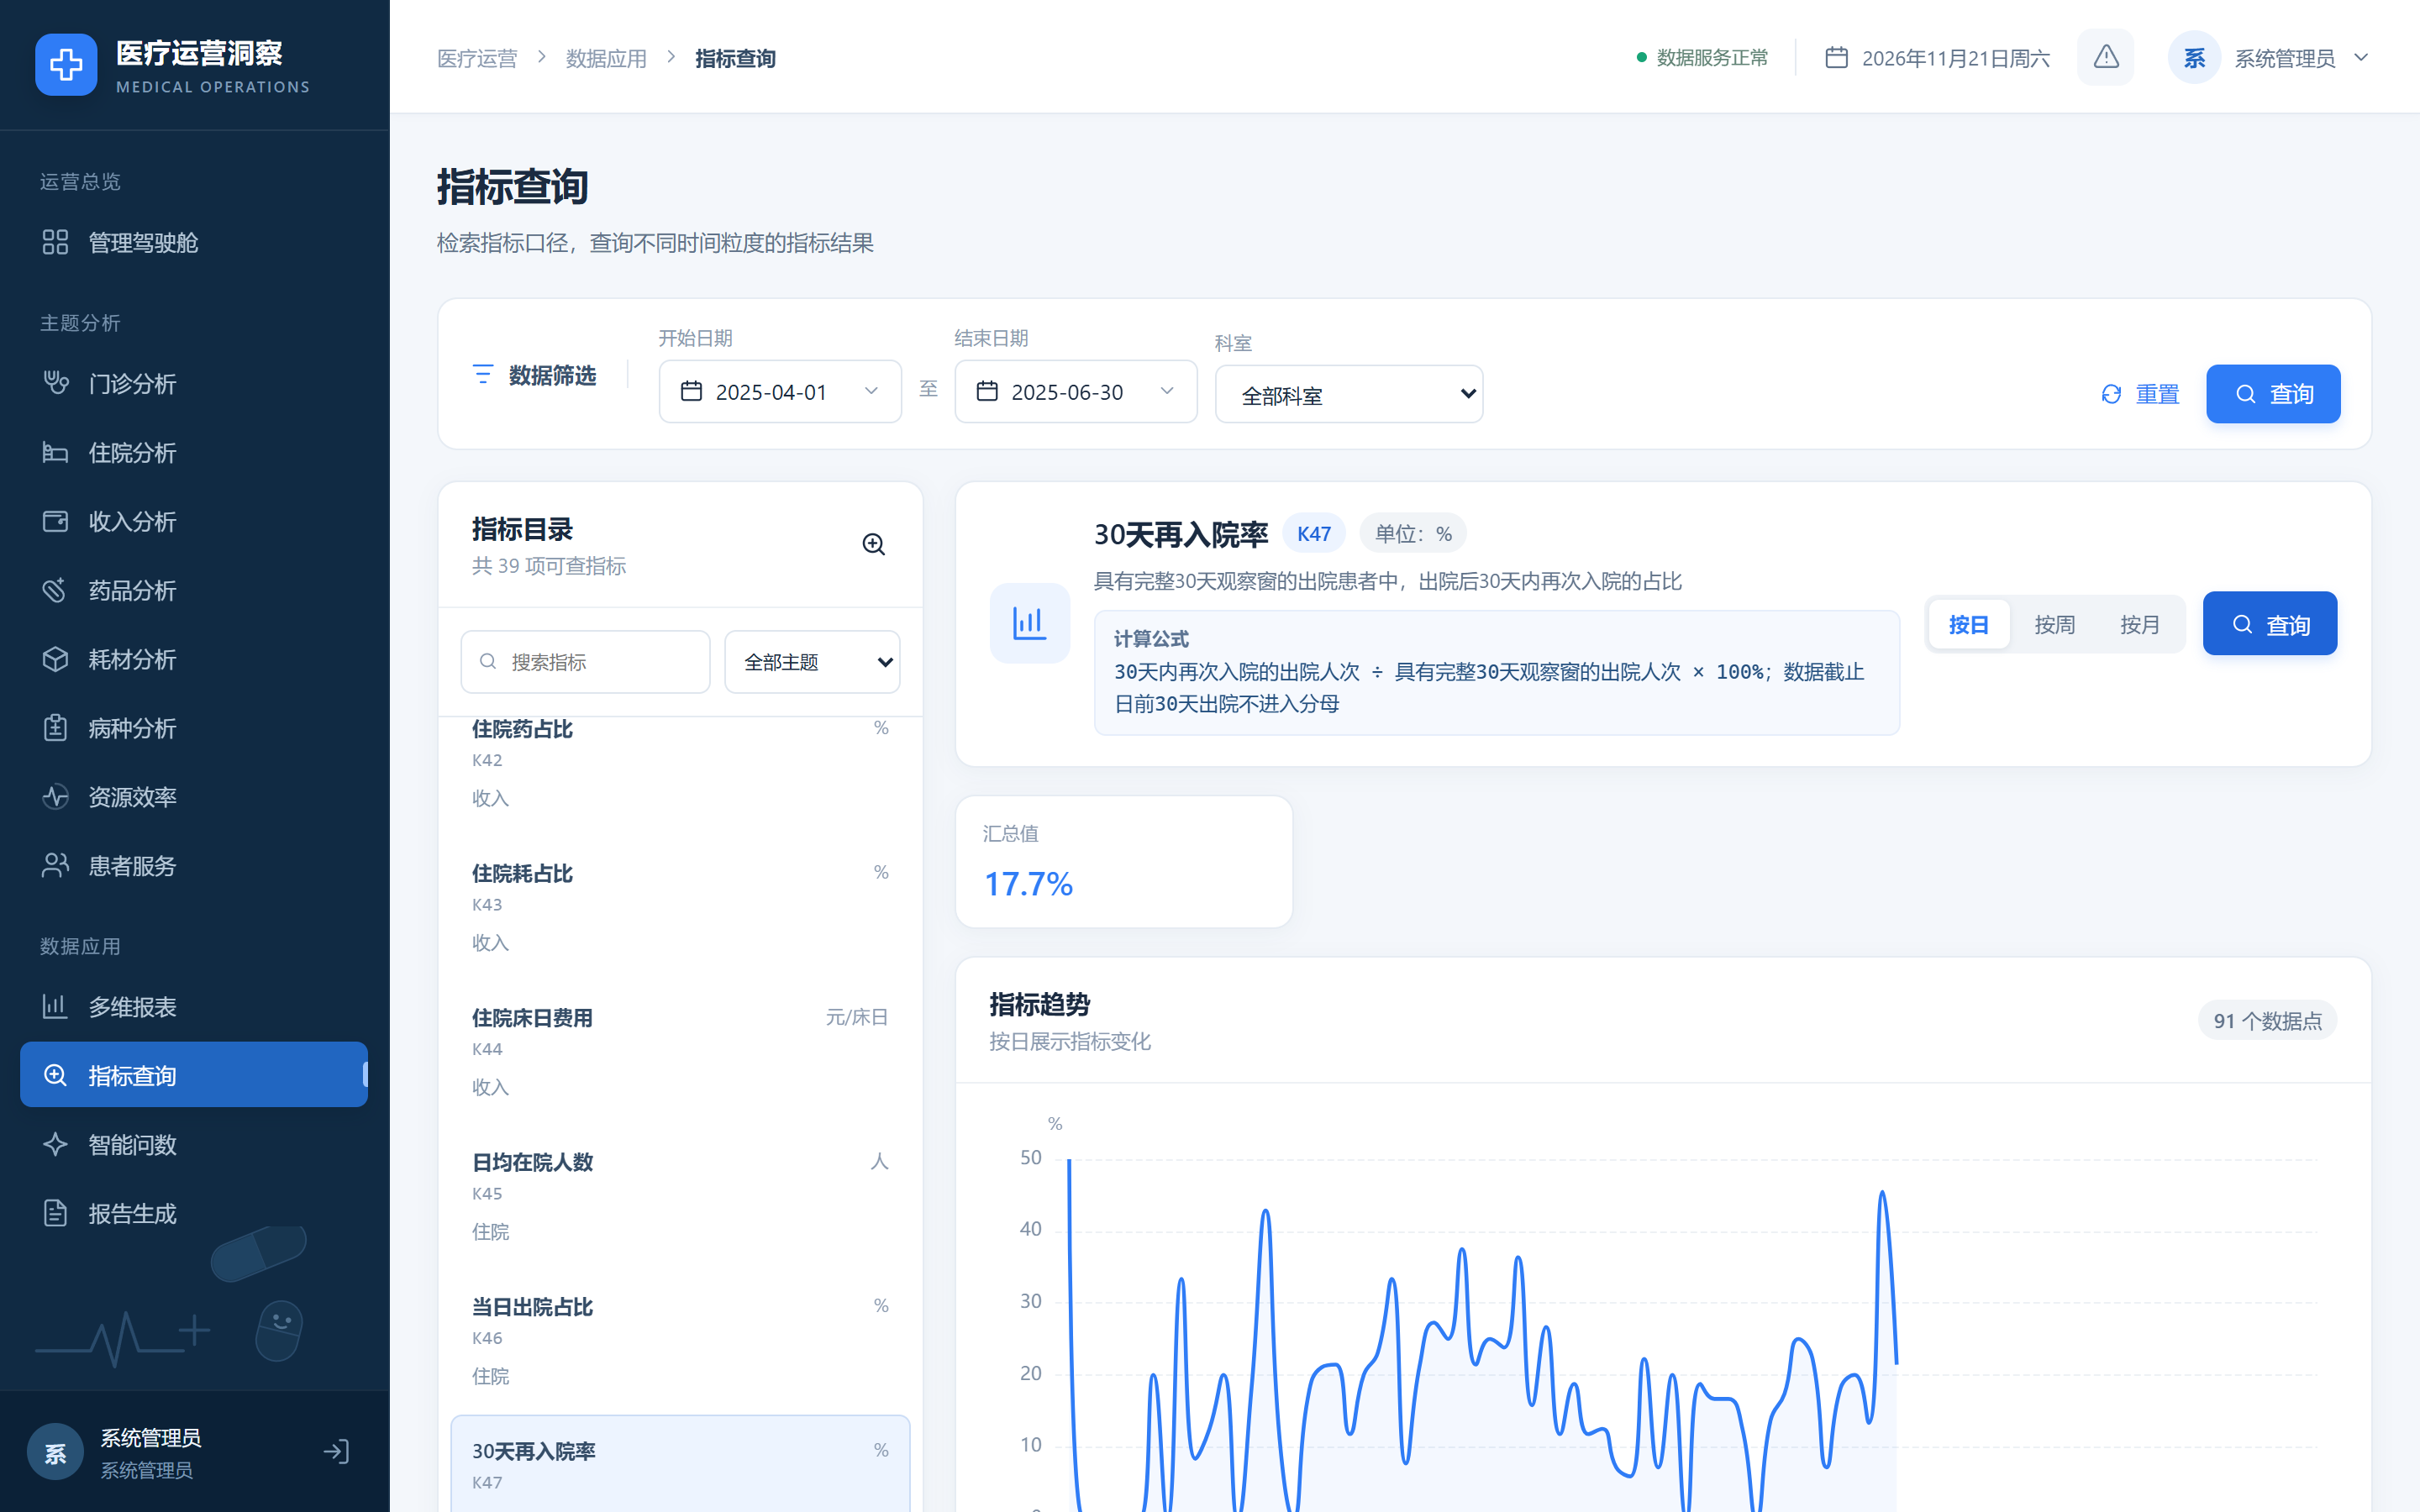 医疗运营洞察
MEDICAL OPERATIONS
运营总览
管理驾驶舱
主题分析
门诊分析
住院分析
收入分析
药品分析
耗材分析
病种分析
资源效率
患者服务
数据应用
多维报表
指标查询
智能问数
报告生成
系
系统管理员
系统管理员
医疗运营
数据应用
指标查询
数据服务正常
2026年11月21日周六
系
系统管理员
指标查询
检索指标口径，查询不同时间粒度的指标结果
数据筛选
开始日期
2025-04-01
至
结束日期
2025-06-30
科室
全部科室
重置
查询
指标目录
共 39 项可查指标
搜索指标
全部主题
住院药占比
%
K42
收入
住院耗占比
%
K43
收入
住院床日费用
元/床日
K44
收入
日均在院人数
人
K45
住院
当日出院占比
%
K46
住院
30天再入院率
%
K47
30天再入院率
K47
单位：%
具有完整30天观察窗的出院患者中，出院后30天内再次入院的占比
计算公式
30天内再次入院的出院人次 ÷ 具有完整30天观察窗的出院人次 × 100%；数据截止
日前30天出院不进入分母
按日
按周
按月
查询
汇总值
17.7%
指标趋势
按日展示指标变化
91 个数据点
%
50
40
30
20
10